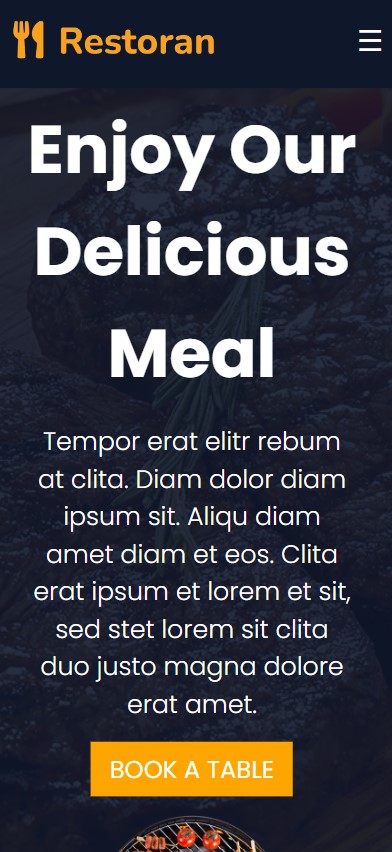 Restoran
Enjoy Our
Delicious
Meal
Tempor erat elitr rebum
at clita. Diam dolor diam
ipsum sit. Aliqu diam
amet diam et eos. Clita
erat ipsum et lorem et sit,
sed stet lorem sit clita
duo justo magna dolore
erat amet.
BOOK A TABLE